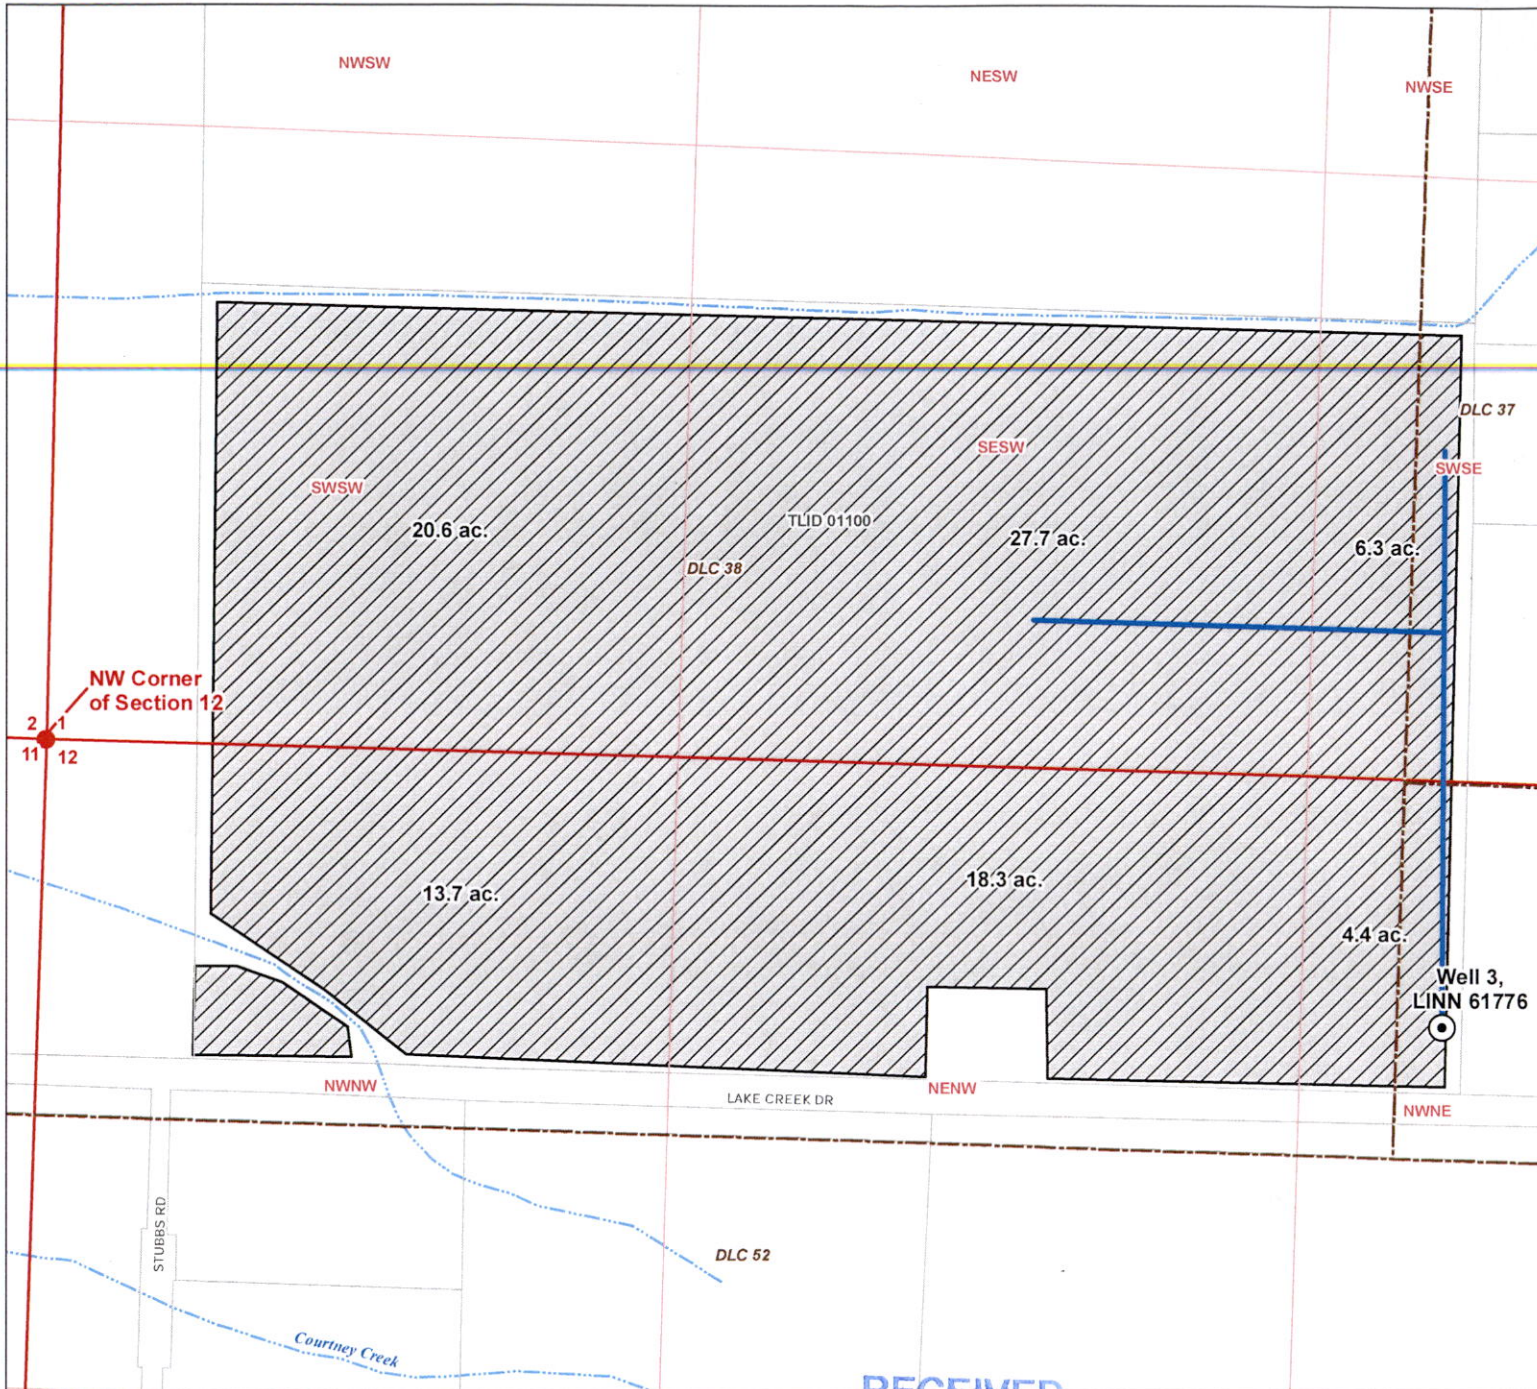 NWSW
NESW
NWSE
DLC 37
SESW
SWSE
SWSW
TLID 01100
20.6 ac.
27.7 ac.
6.3 ac.
DLC 38
NW Corner
of Section 12
2 1
11 12
13.7 ac.
18.3 ac.
4.4 ac.
Well 3,
LINN 61776
NWNW
NENW
LAKE CREEK DR
NWNE
STUBBS RD
DLC 52
Courtney Creek
RECEIVED